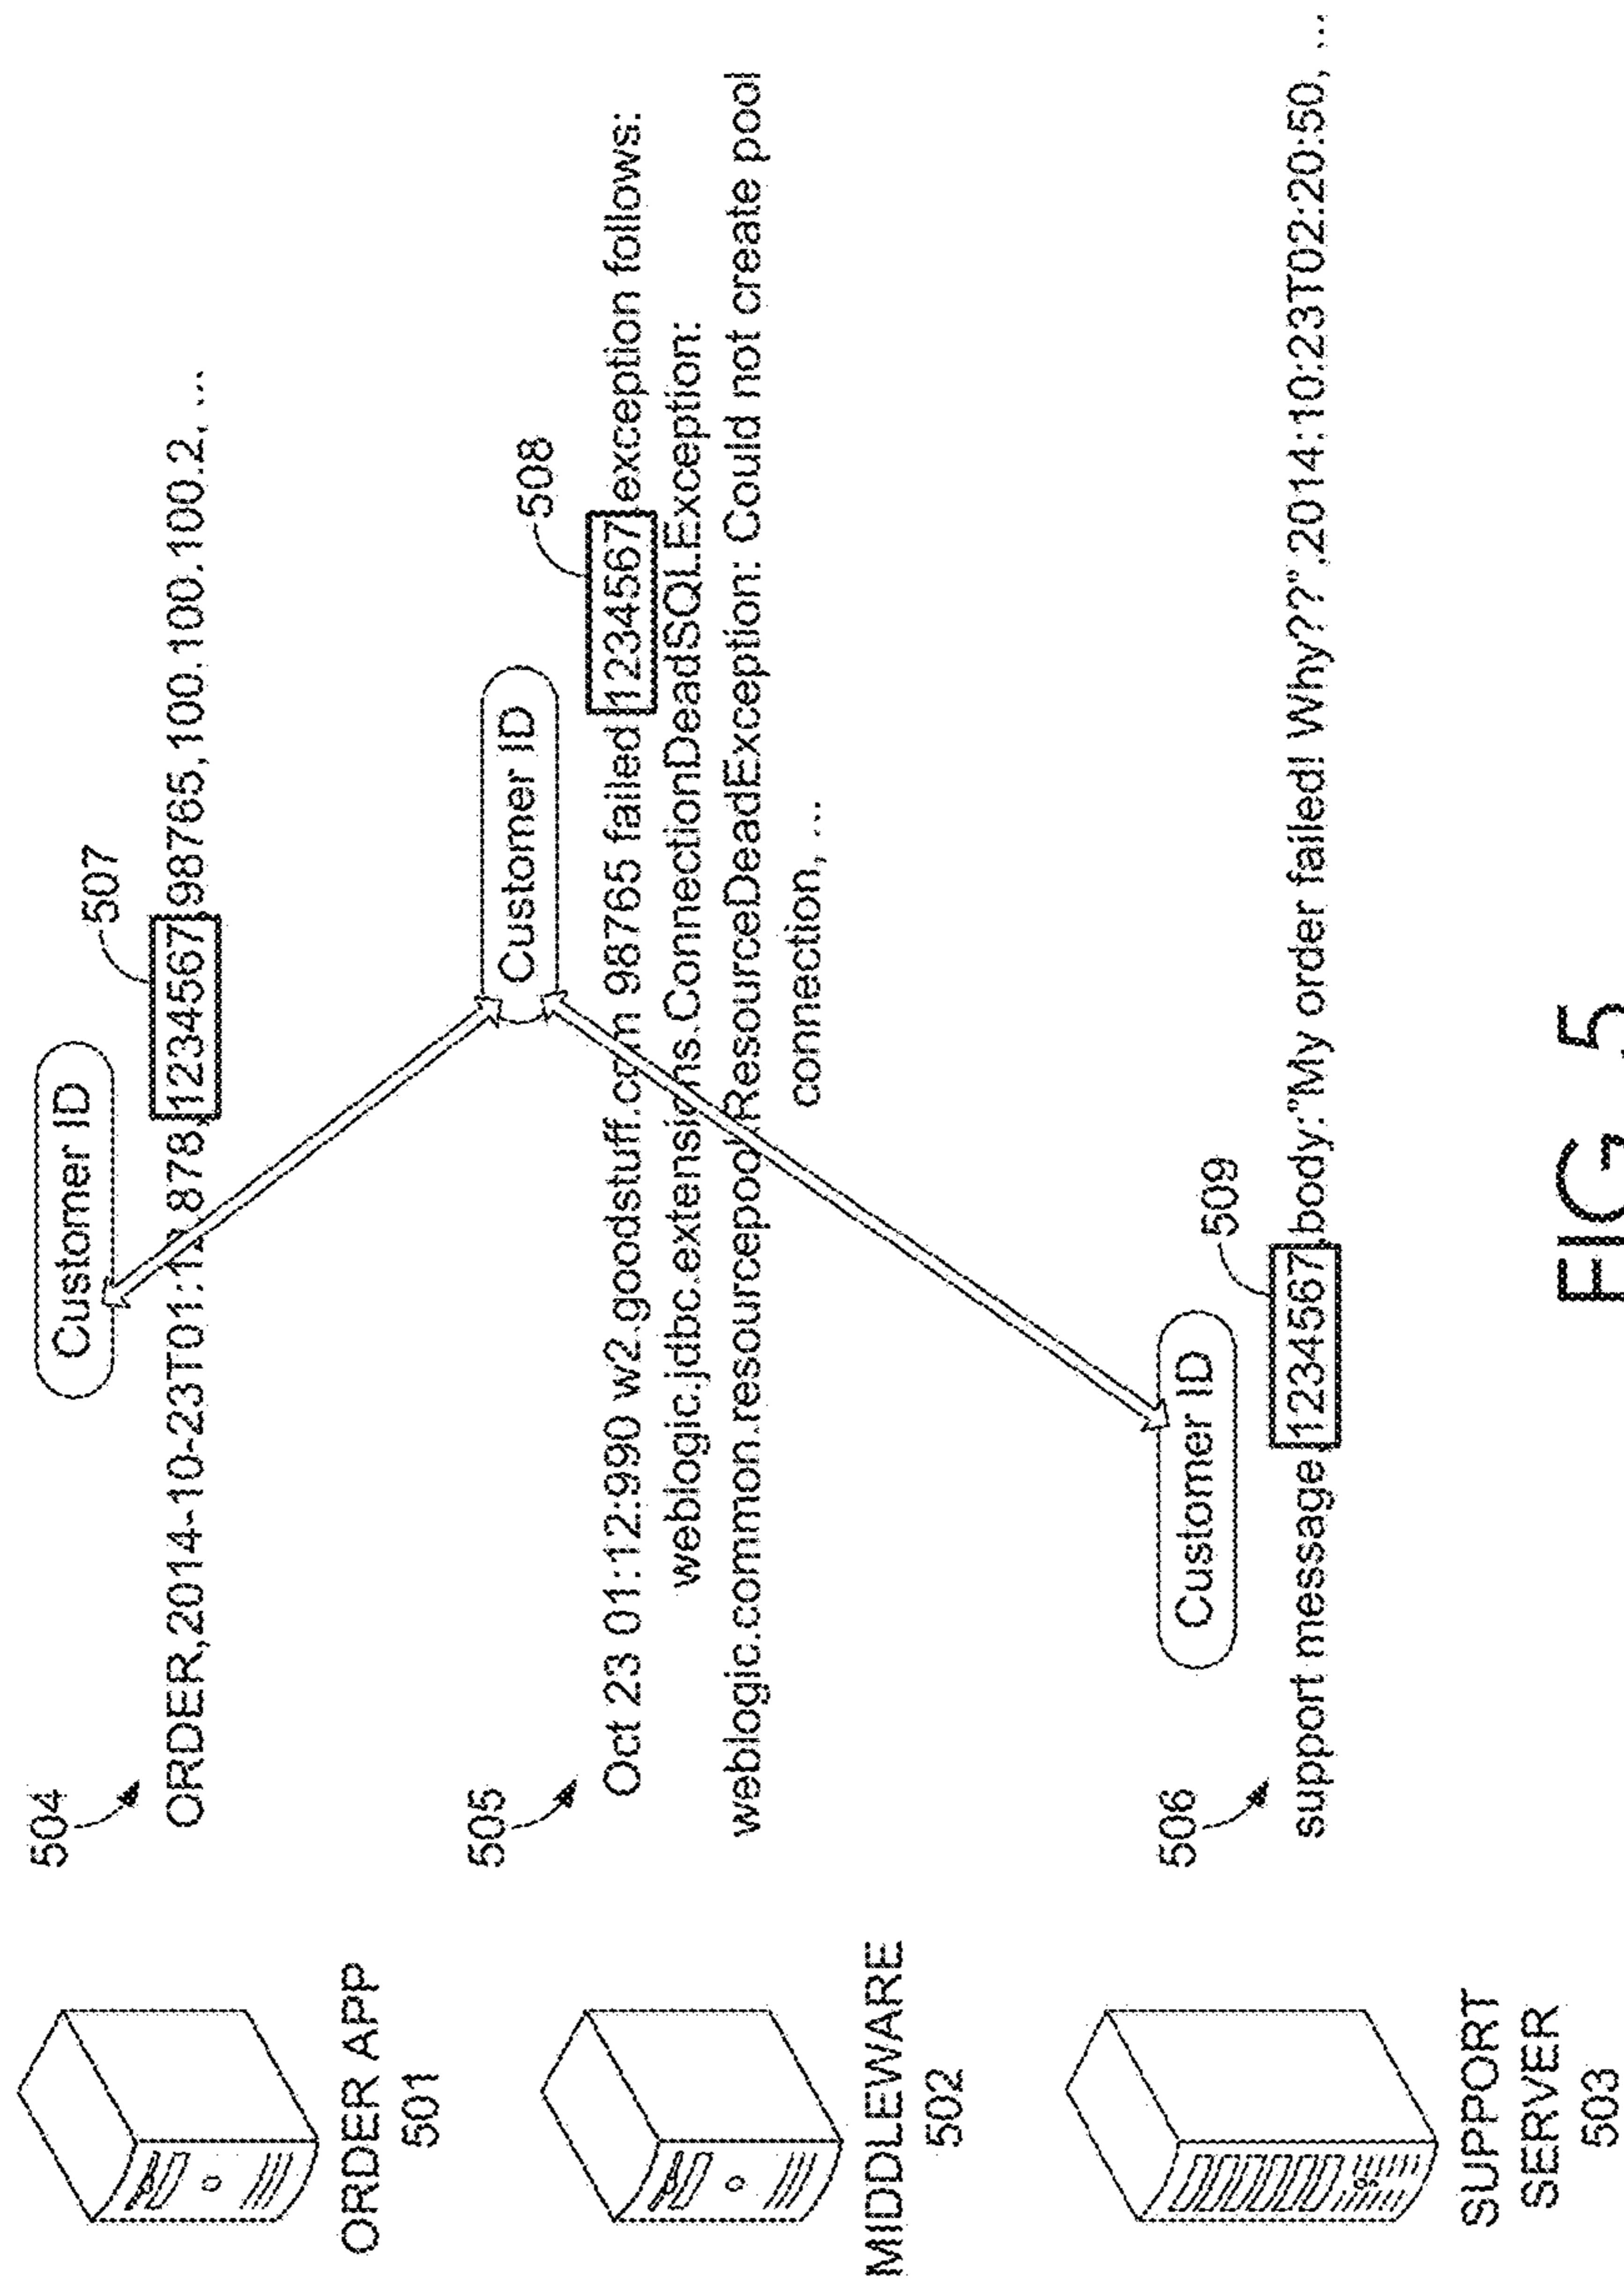 504
Customer ID
507
ORDER,2014-10-23T01:12.878,1234567,98765,100.100.100.2, ...
ORDER APP
501
505
Customer ID
508
Oct 23 01:12:990 w2.goodstuff.com 98765 failed 1234567 exception follows:
weblogic.jdbc.extensions.ConnectionDeadSQLException:
weblogic.common.resourcepool.ResourceDeadException: Could not create pool
connection, ...
MIDDLEWARE
502
506
Customer ID
509
support message 1234567 body:"My order failed! Why??",2014:10:23T02:20:50, ...
SUPPORT
SERVER
503
FIG. 5